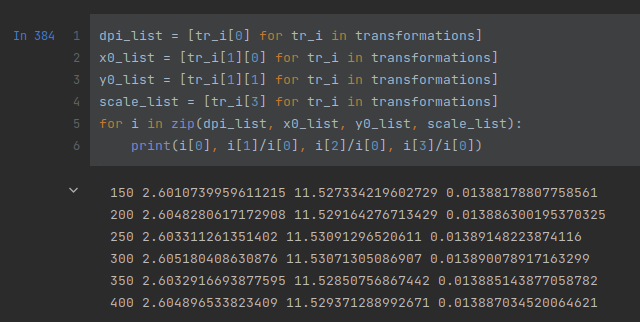 In 384
1 dpi_list = [tr_i[0] for tr_i in transformations]
2 x0_list = [tr_i[1][0] for tr_i in transformations]
3 y0_list = [tr_i[1][1] for tr_i in transformations]
4 scale_list = [tr_i[3] for tr_i in transformations]
5 for i in zip(dpi_list, x0_list, y0_list, scale_list):
6     print(i[0], i[1]/i[0], i[2]/i[0], i[3]/i[0])
150 2.6010739959611215 11.527334219602729 0.01388178807758561
200 2.6048280617172908 11.529164276713429 0.013886300195370325
250 2.603311261351402 11.53091296520611 0.01389148223874116
300 2.605180408630876 11.53071305086907 0.013890078917163299
350 2.6032916693877595 11.52850756867442 0.013885143877058782
400 2.604896533823409 11.529371288992671 0.013887034520064621